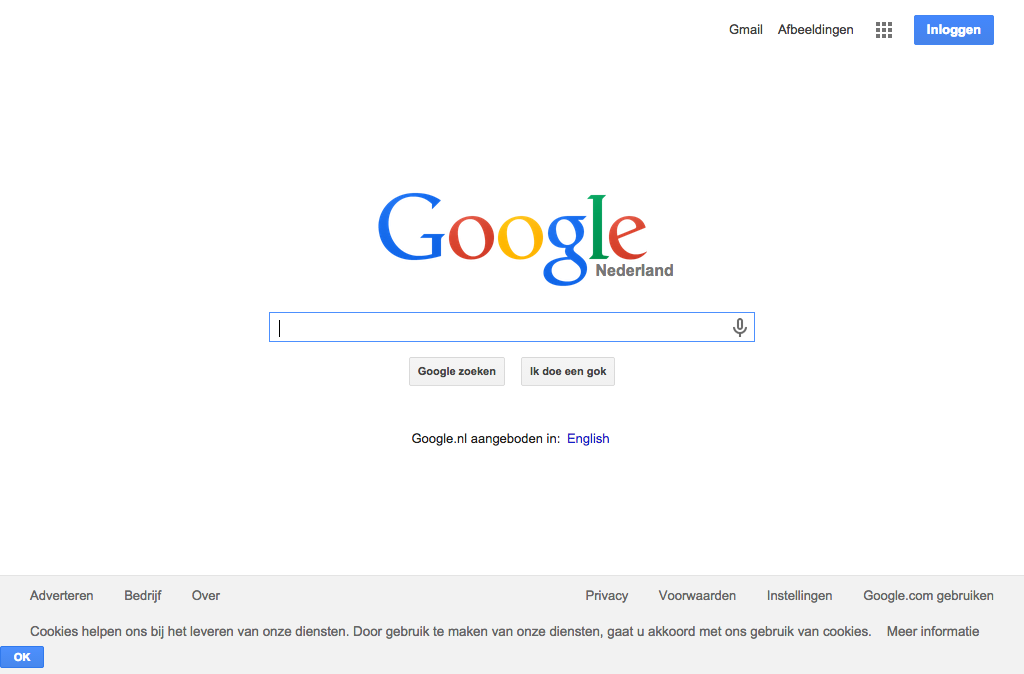 Gmail Afbeeldingen Inloggen
Google
Nederland
Google zoeken Ik doe een gok
Google.nl aangeboden in: English
Adverteren Bedrijf Over Privacy Voorwaarden Instellingen Google.com gebruiken
Cookies helpen ons bij het leveren van onze diensten. Door gebruik te maken van onze diensten, gaat u akkoord met ons gebruik van cookies. Meer informatie
OK